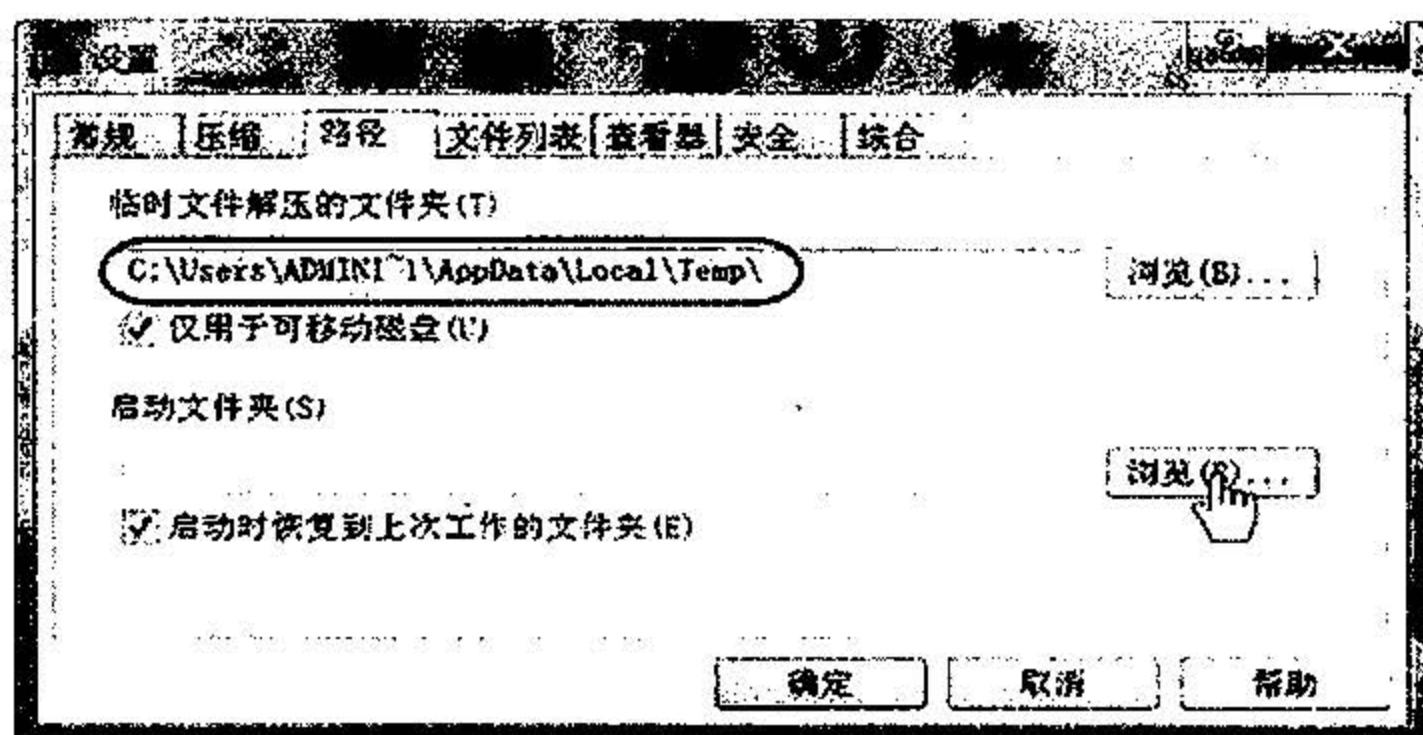 设置
常规 压缩 路径 文件列表 查看器 安全 综合
临时文件解压的文件夹(T)
C:\Users\ADMINI~1\AppData\Local\Temp\
浏览(B)...
仅用于可移动磁盘(U)
启动文件夹(S)
浏览(R)...
启动时恢复到上次工作的文件夹(E)
确定 取消 帮助